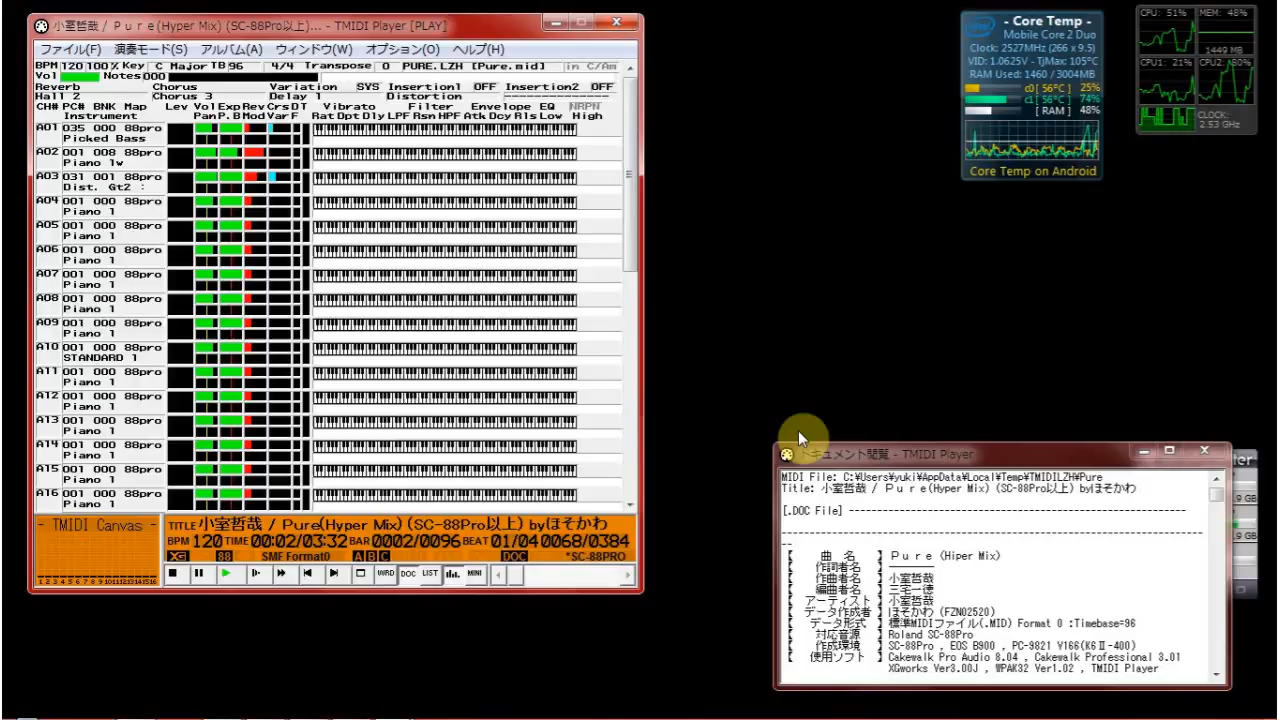 小室哲哉 / Ｐｕｒｅ(Hyper Mix) (SC-88Pro以上)... - TMIDI Player [PLAY]
ファイル(F) 演奏モード(S) アルバム(A) ウィンドウ(W) オプション(O) ヘルプ(H)
BPM 120 100% Key C Major TB 96 4/4 Transpose 0 PURE.LZH [Pure.mid] in C/Am
Vol Notes 000
Reverb Chorus Variation SYS Insertion1 OFF Insertion2 OFF
Hall 2 Chorus 3 Delay 1 Distortion
CH# PC# BNK Map Lev Vol Exp Rev Crs DT Vibrato Filter Envelope EQ NRPN
Instrument Pan P.B Mod Var F Rat Dpt Dly LPF Rsn HPF Atk Dcy Rls Low High
A01 035 000 88pro
Picked Bass
A02 001 008 88pro
Piano 1w
A03 031 001 88pro
Dist. Gt2 :
A04 001 000 88pro
Piano 1
A05 001 000 88pro
Piano 1
A06 001 000 88pro
Piano 1
A07 001 000 88pro
Piano 1
A08 001 000 88pro
Piano 1
A09 001 000 88pro
Piano 1
A10 001 000 88pro
STANDARD 1
A11 001 000 88pro
Piano 1
A12 001 000 88pro
Piano 1
A13 001 000 88pro
Piano 1
A14 001 000 88pro
Piano 1
A15 001 000 88pro
Piano 1
A16 001 000 88pro
Piano 1
- TMIDI Canvas -
1 2 3 4 5 6 7 8 9 10 11 12 13 14 15 16
TITLE 小室哲哉 / Pure(Hyper Mix) (SC-88Pro以上) byほそかわ
BPM 120 TIME 00:02/03:32 BAR 0002/0096 BEAT 01/04 0068/0384
XG 88 SMF Format0 A B C DOC *SC-88PRO
WRD DOC LIST MINI
- Core Temp -
Mobile Core 2 Duo
Clock: 2527MHz (266 x 9.5)
VID: 1.0625V - TjMax: 105°C
RAM Used: 1460 / 3004MB
c0 [ 56°C ] 25%
c1 [ 56°C ] 74%
[ RAM ] 48%
Core Temp on Android
CPU: 51% MEM: 48%
1449 MB
CPU1: 21% CPU2: 80%
CLOCK:
2.53 GHz
ドキュメント閲覧 - TMIDI Player
MIDI File: C:¥Users¥yuki¥AppData¥Local¥Temp¥TMIDILZH¥Pure
Title: 小室哲哉 / Ｐｕｒｅ(Hyper Mix) (SC-88Pro以上) byほそかわ
[.DOC File] ------------------------------------------------
【 曲 名 】 Ｐｕｒｅ (Hiper Mix)
【 作詞者名 】 ────
【 作曲者名 】 小室哲哉
【 編曲者名 】 三宅一徳
【 アーティスト 】 小室哲哉
【 データ作成者 】 ほそかわ (FZN02520)
【 データ形式 】 標準MIDIファイル(.MID) Format 0 :Timebase=96
【 対応音源 】 Roland SC-88Pro
【 作成環境 】 SC-88Pro , EOS B900 , PC-9821 V166(K6Ⅱ-400)
【 使用ソフト 】 Cakewalk Pro Audio 8.04 , Cakewalk Professional 3.01
XGworks Ver3.00J , WPAK32 Ver1.02 , TMIDI Player